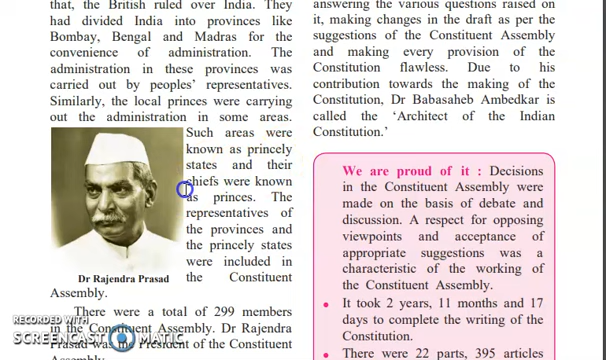 that, the British ruled over India. They
had divided India into provinces like
Bombay, Bengal and Madras for the
convenience of administration. The
administration in these provinces was
carried out by peoples' representatives.
Similarly, the local princes were carrying
out the administration in some areas.
Such areas were
known as princely
states and their
chiefs were known
as princes. The
representatives of
the provinces and
the princely states
were included in
the Constituent
Assembly.
Dr Rajendra Prasad
There were a total of 299 members
in the Constituent Assembly. Dr Rajendra
Prasad was the President of the Constituent
Assembly
answering the various questions raised on
it, making changes in the draft as per the
suggestions of the Constituent Assembly
and making every provision of the
Constitution flawless. Due to his
contribution towards the making of the
Constitution, Dr Babasaheb Ambedkar is
called the 'Architect of the Indian
Constitution.'
We are proud of it : Decisions
in the Constituent Assembly were
made on the basis of debate and
discussion. A respect for opposing
viewpoints and acceptance of
appropriate suggestions was a
characteristic of the working of
the Constituent Assembly.
• It took 2 years, 11 months and 17
days to complete the writing of the
Constitution.
• There were 22 parts, 395 articles
RECORDED WITH
SCREENCAST MATIC